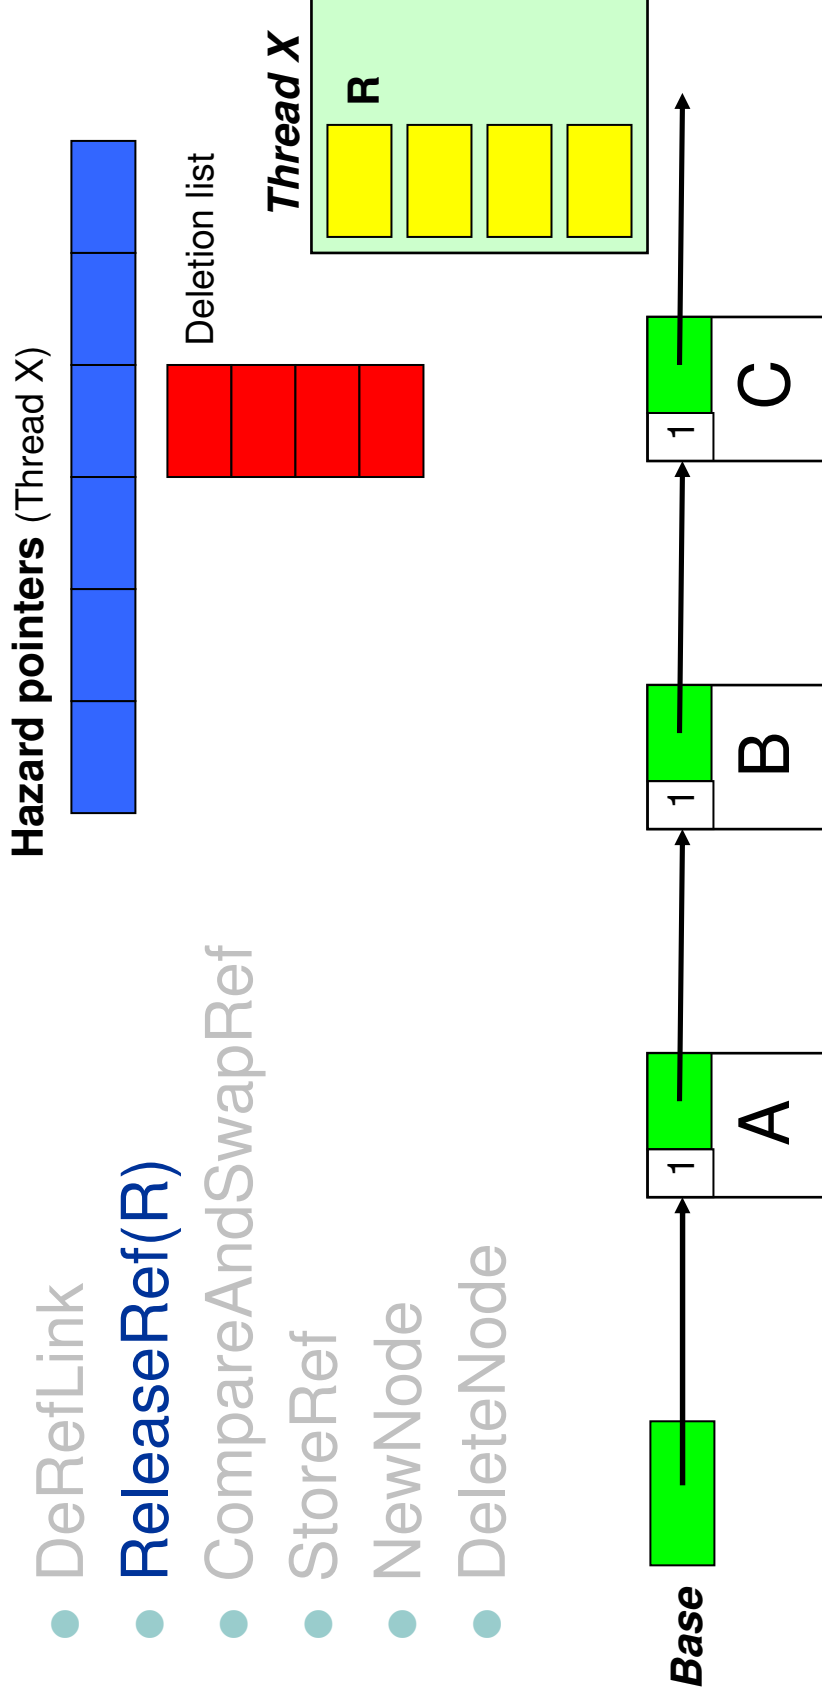 DeRefLink
ReleaseRef(R)
CompareAndSwapRef
StoreRef
NewNode
DeleteNode
Hazard pointers (Thread X)
Deletion list
Thread X
R
Base
1
A
1
B
1
C